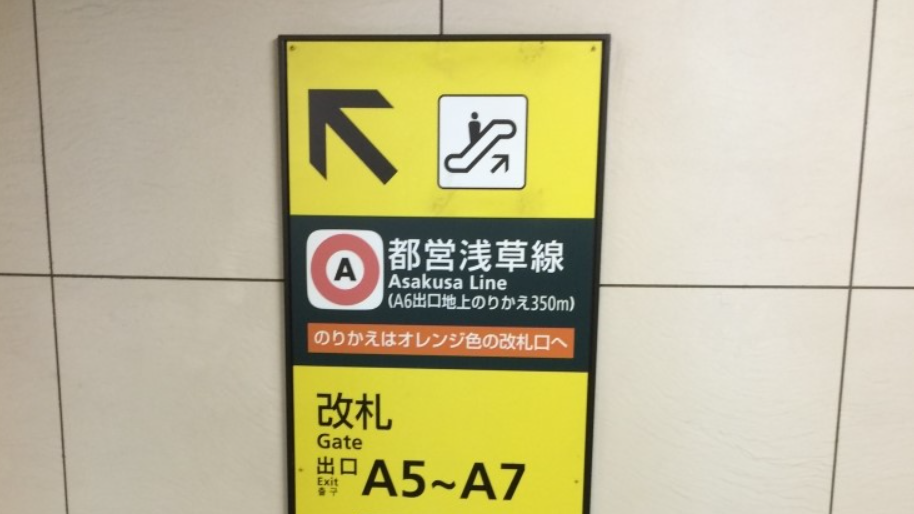 A
都営浅草線
Asakusa Line
(A6出口地上のりかえ350m)
のりかえはオレンジ色の改札口へ
改札
Gate
出口
Exit
출구
A5~A7